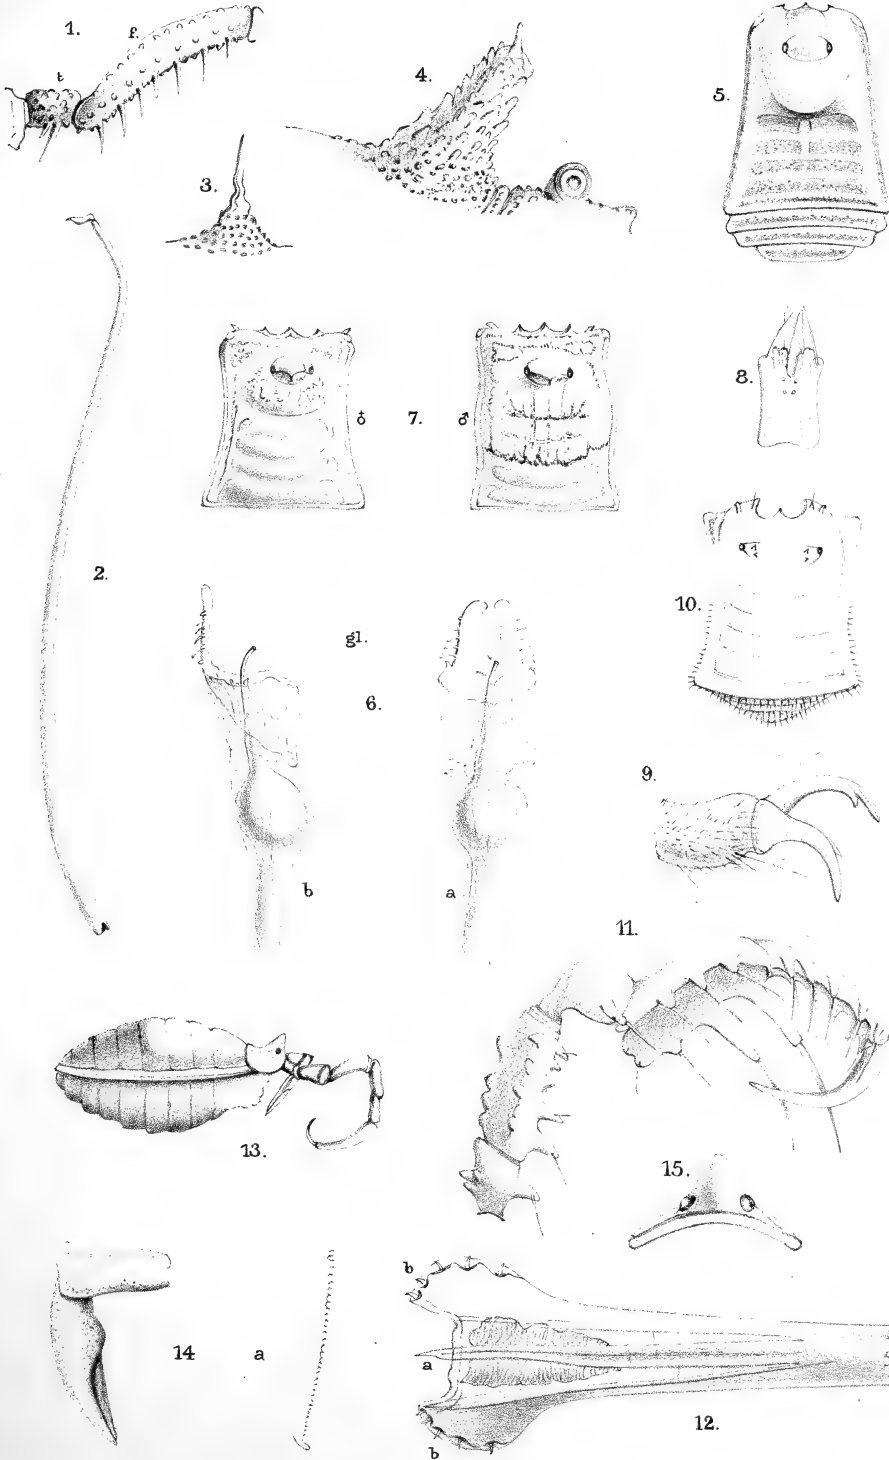 1.
f.
t
4.
5.
3.
2.
♁
7.
♂
8.
gl.
6.
10.
9.
b
a
11.
13.
15.
14
a
b
a
b
12.